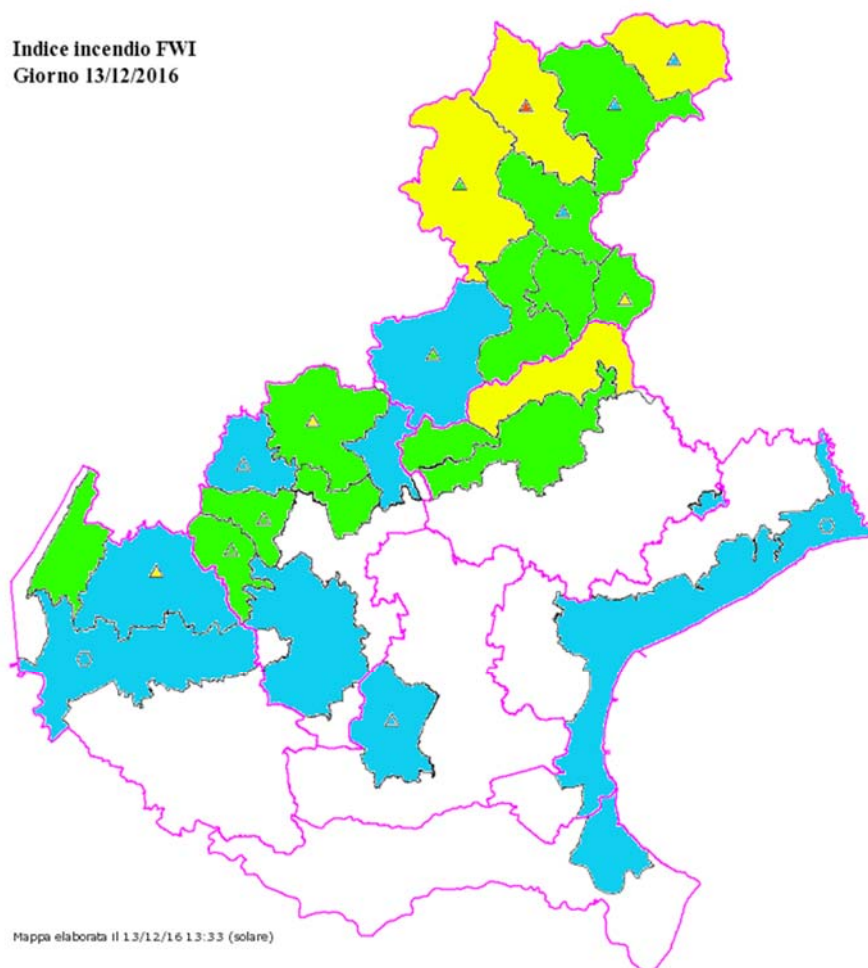 Indice incendio FWI
Giorno 13/12/2016
Mappa elaborata il 13/12/16 13:33 (solare)